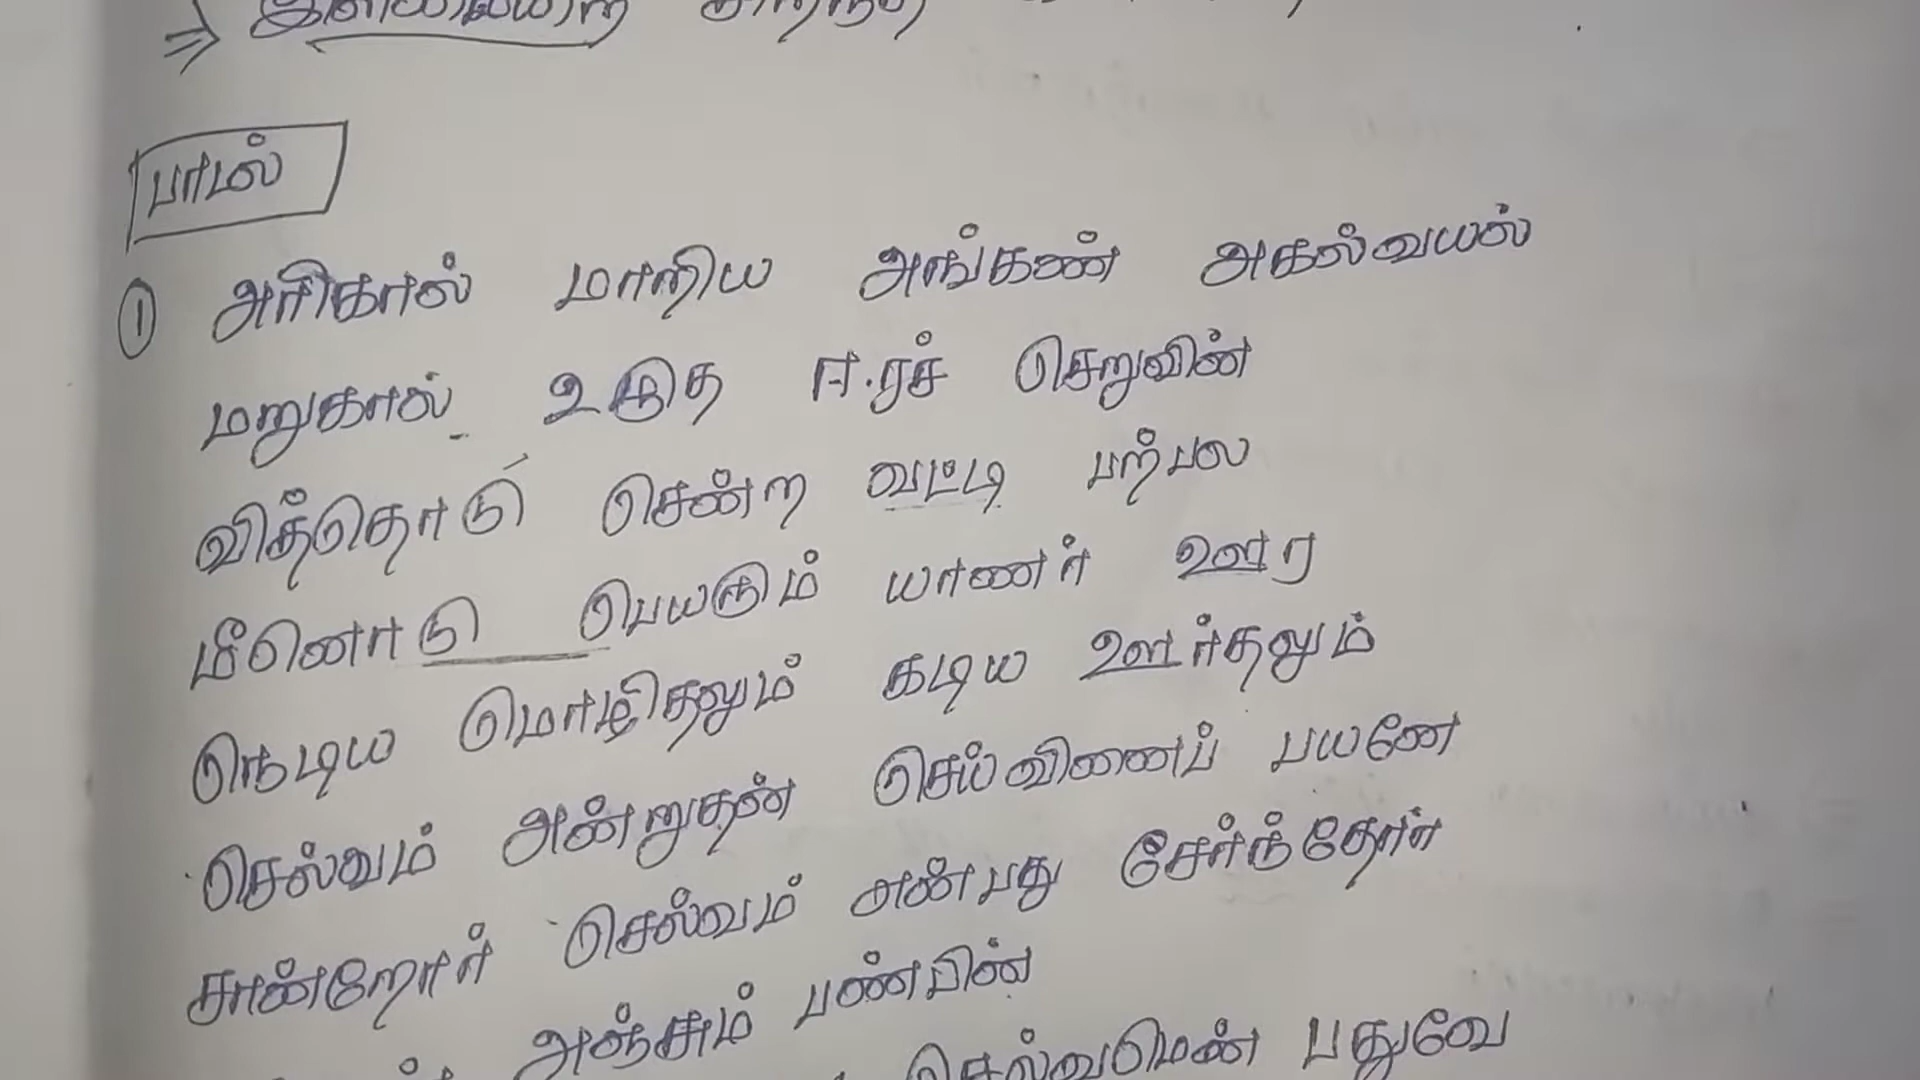 ⇒
பாடல்
① அரிகால் மாறிய அங்கண் அகல்வயல்
மறுகால் உழுத ஈரச் செறுவின்
வித்தொடு சென்ற வட்டி பற்பல
மீனொடு பெயரும் யாணர் ஊர
நெடிய மொழிதலும் கடிய ஊர்தலும்
செல்வம் அன்றுதன் செய்வினைப் பயனே
சான்றோர் செல்வம் என்பது சேர்ந்தோர்
அஞ்சும் பண்பின்
செல்வமென் பதுவே